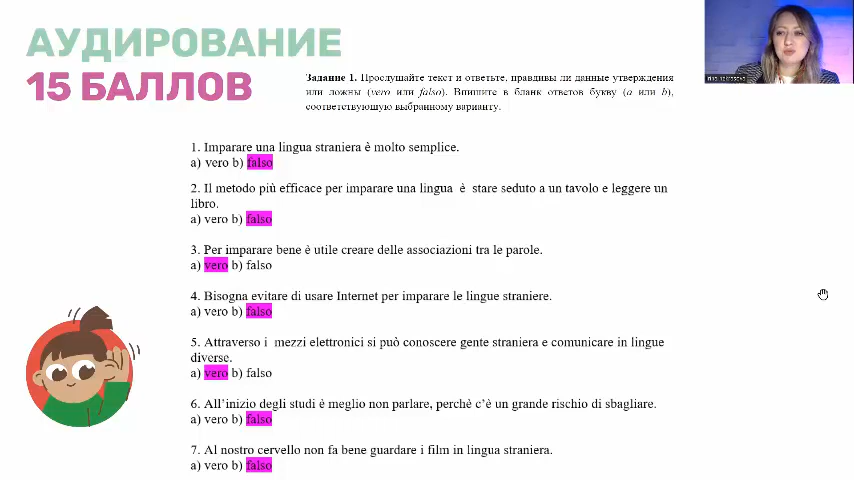 АУДИРОВАНИЕ
15 БАЛЛОВ
Задание 1. Прослушайте текст и ответьте, правдивы ли данные утверждения
или ложны (vero или falso). Впишите в бланк ответов букву (a или b),
соответствующую выбранному варианту.
1. Imparare una lingua straniera è molto semplice.
a) vero b) falso
2. Il metodo più efficace per imparare una lingua è stare seduto a un tavolo e leggere un
libro.
a) vero b) falso
3. Per imparare bene è utile creare delle associazioni tra le parole.
a) vero b) falso
4. Bisogna evitare di usare Internet per imparare le lingue straniere.
a) vero b) falso
5. Attraverso i mezzi elettronici si può conoscere gente straniera e comunicare in lingue
diverse.
a) vero b) falso
6. All’inizio degli studi è meglio non parlare, perchè c’è un grande rischio di sbagliare.
a) vero b) falso
7. Al nostro cervello non fa bene guardare i film in lingua straniera.
a) vero b) falso